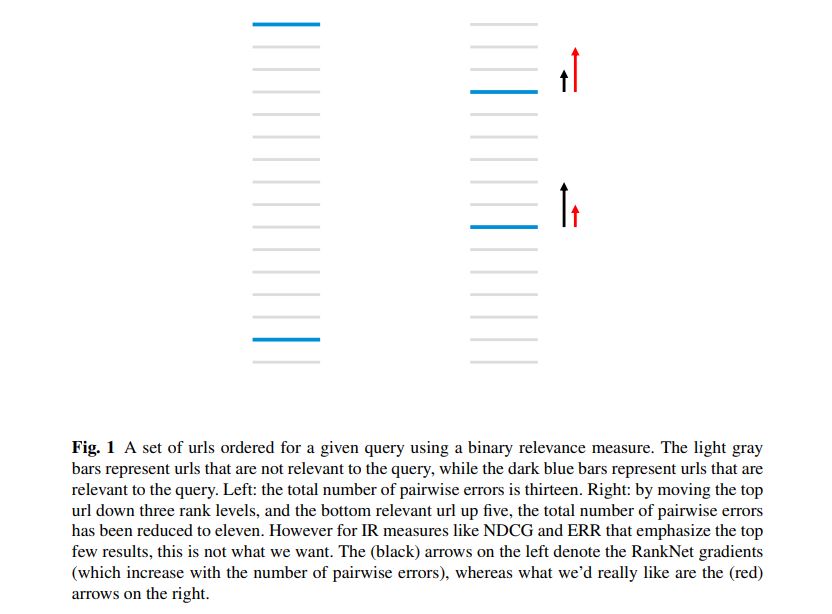 Fig. 1 A set of urls ordered for a given query using a binary relevance measure. The light gray
bars represent urls that are not relevant to the query, while the dark blue bars represent urls that are
relevant to the query. Left: the total number of pairwise errors is thirteen. Right: by moving the top
url down three rank levels, and the bottom relevant url up five, the total number of pairwise errors
has been reduced to eleven. However for IR measures like NDCG and ERR that emphasize the top
few results, this is not what we want. The (black) arrows on the left denote the RankNet gradients
(which increase with the number of pairwise errors), whereas what we'd really like are the (red)
arrows on the right.